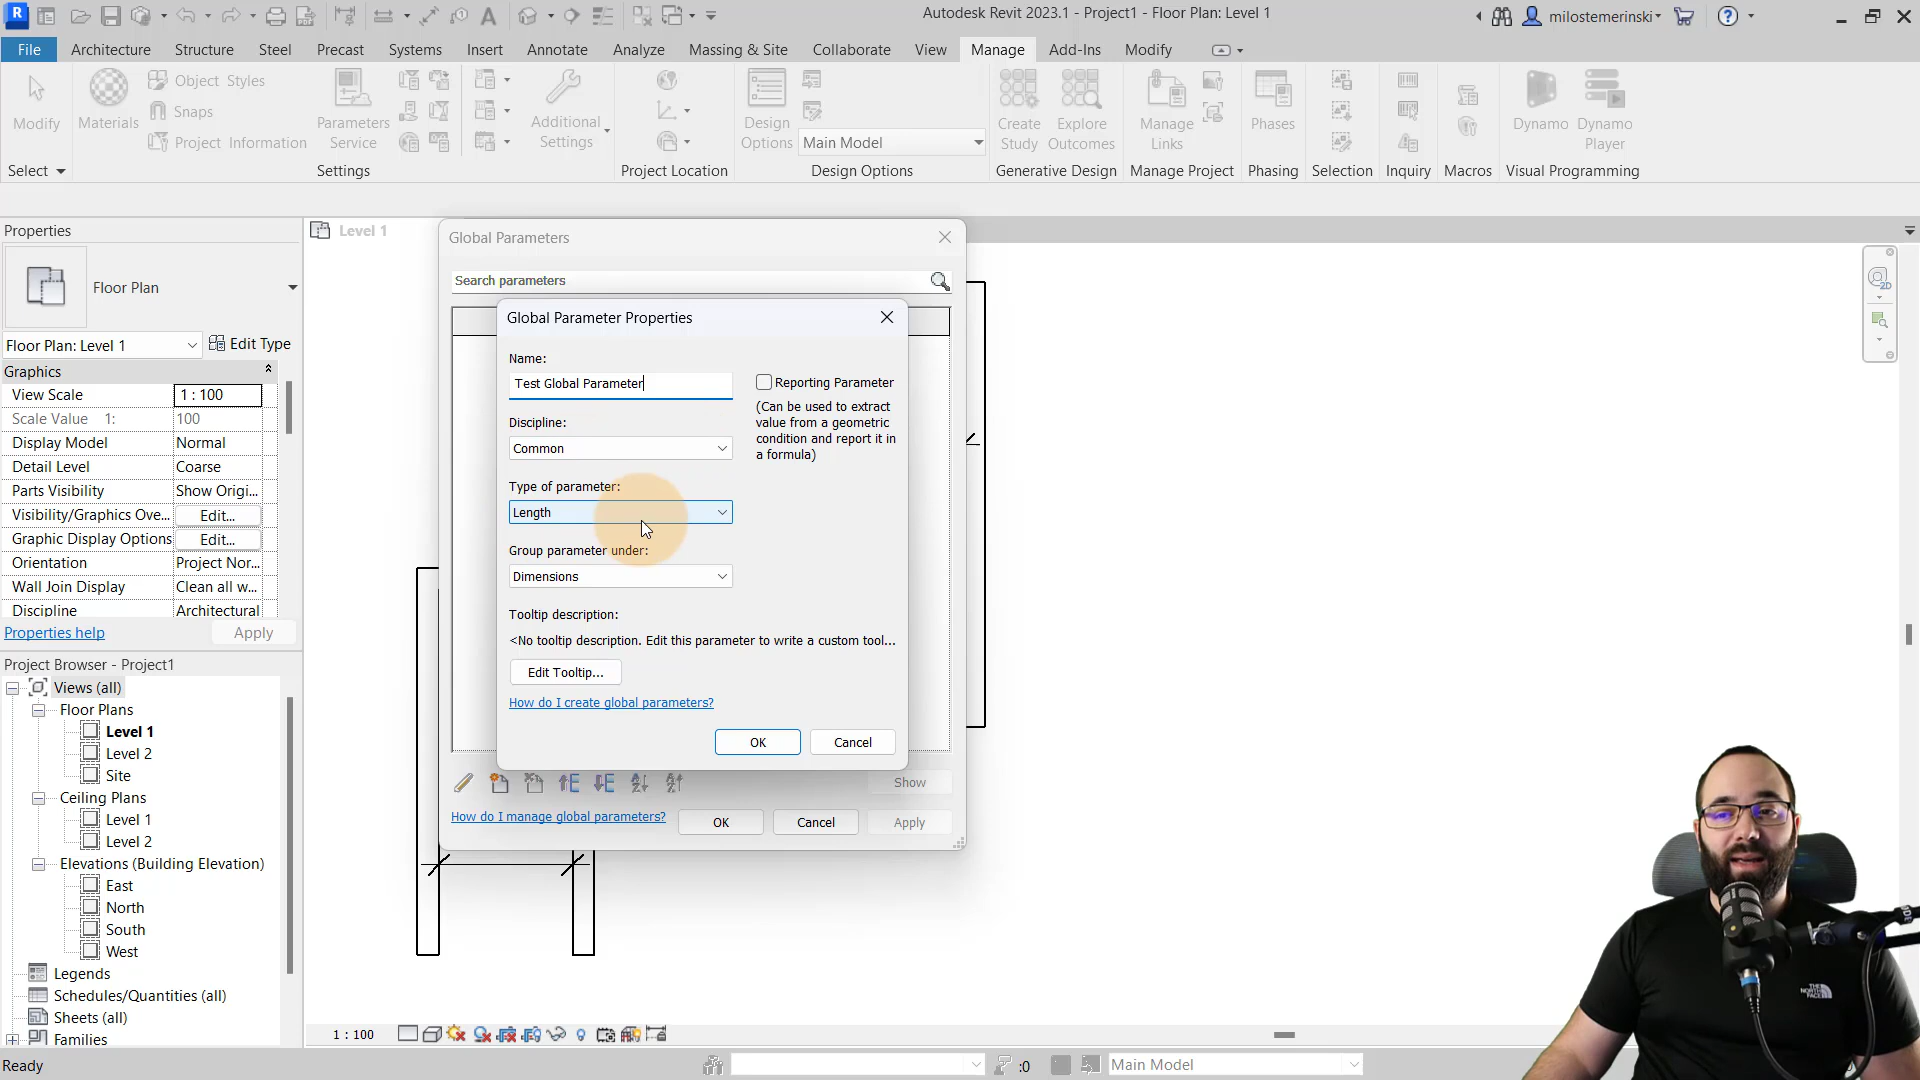 Autodesk Revit 2023.1 - Project1 - Floor Plan: Level 1
milostemerinski
File
Architecture
Structure
Steel
Precast
Systems
Insert
Annotate
Analyze
Massing & Site
Collaborate
View
Manage
Add-Ins
Modify
Modify
Materials
Object Styles
Snaps
Project Information
Parameters
Service
Additional
Settings
Design
Options
Main Model
Create
Study
Explore
Outcomes
Manage
Links
Phases
Dynamo
Dynamo
Player
Select
Settings
Project Location
Design Options
Generative Design
Manage Project
Phasing
Selection
Inquiry
Macros
Visual Programming
Properties
Floor Plan
Floor Plan: Level 1
Edit Type
Graphics
View Scale 1 : 100
Scale Value 1: 100
Display Model Normal
Detail Level Coarse
Parts Visibility Show Origi...
Visibility/Graphics Ove... Edit...
Graphic Display Options Edit...
Orientation Project Nor...
Wall Join Display Clean all w...
Discipline Architectural
Properties help
Apply
Project Browser - Project1
Views (all)
Floor Plans
Level 1
Level 2
Site
Ceiling Plans
Level 1
Level 2
Elevations (Building Elevation)
East
North
South
West
Legends
Schedules/Quantities (all)
Sheets (all)
Families
Level 1
Global Parameters
Search parameters
Global Parameter Properties
Name:
Test Global Parameter
Reporting Parameter
(Can be used to extract
value from a geometric
condition and report it in
a formula)
Discipline:
Common
Type of parameter:
Length
Group parameter under:
Dimensions
Tooltip description:
<No tooltip description. Edit this parameter to write a custom tool...
Edit Tooltip...
How do I create global parameters?
OK
Cancel
Show
How do I manage global parameters?
OK
Cancel
Apply
2D
1 : 100
Ready
:0
Main Model
THE
NORTH
FACE